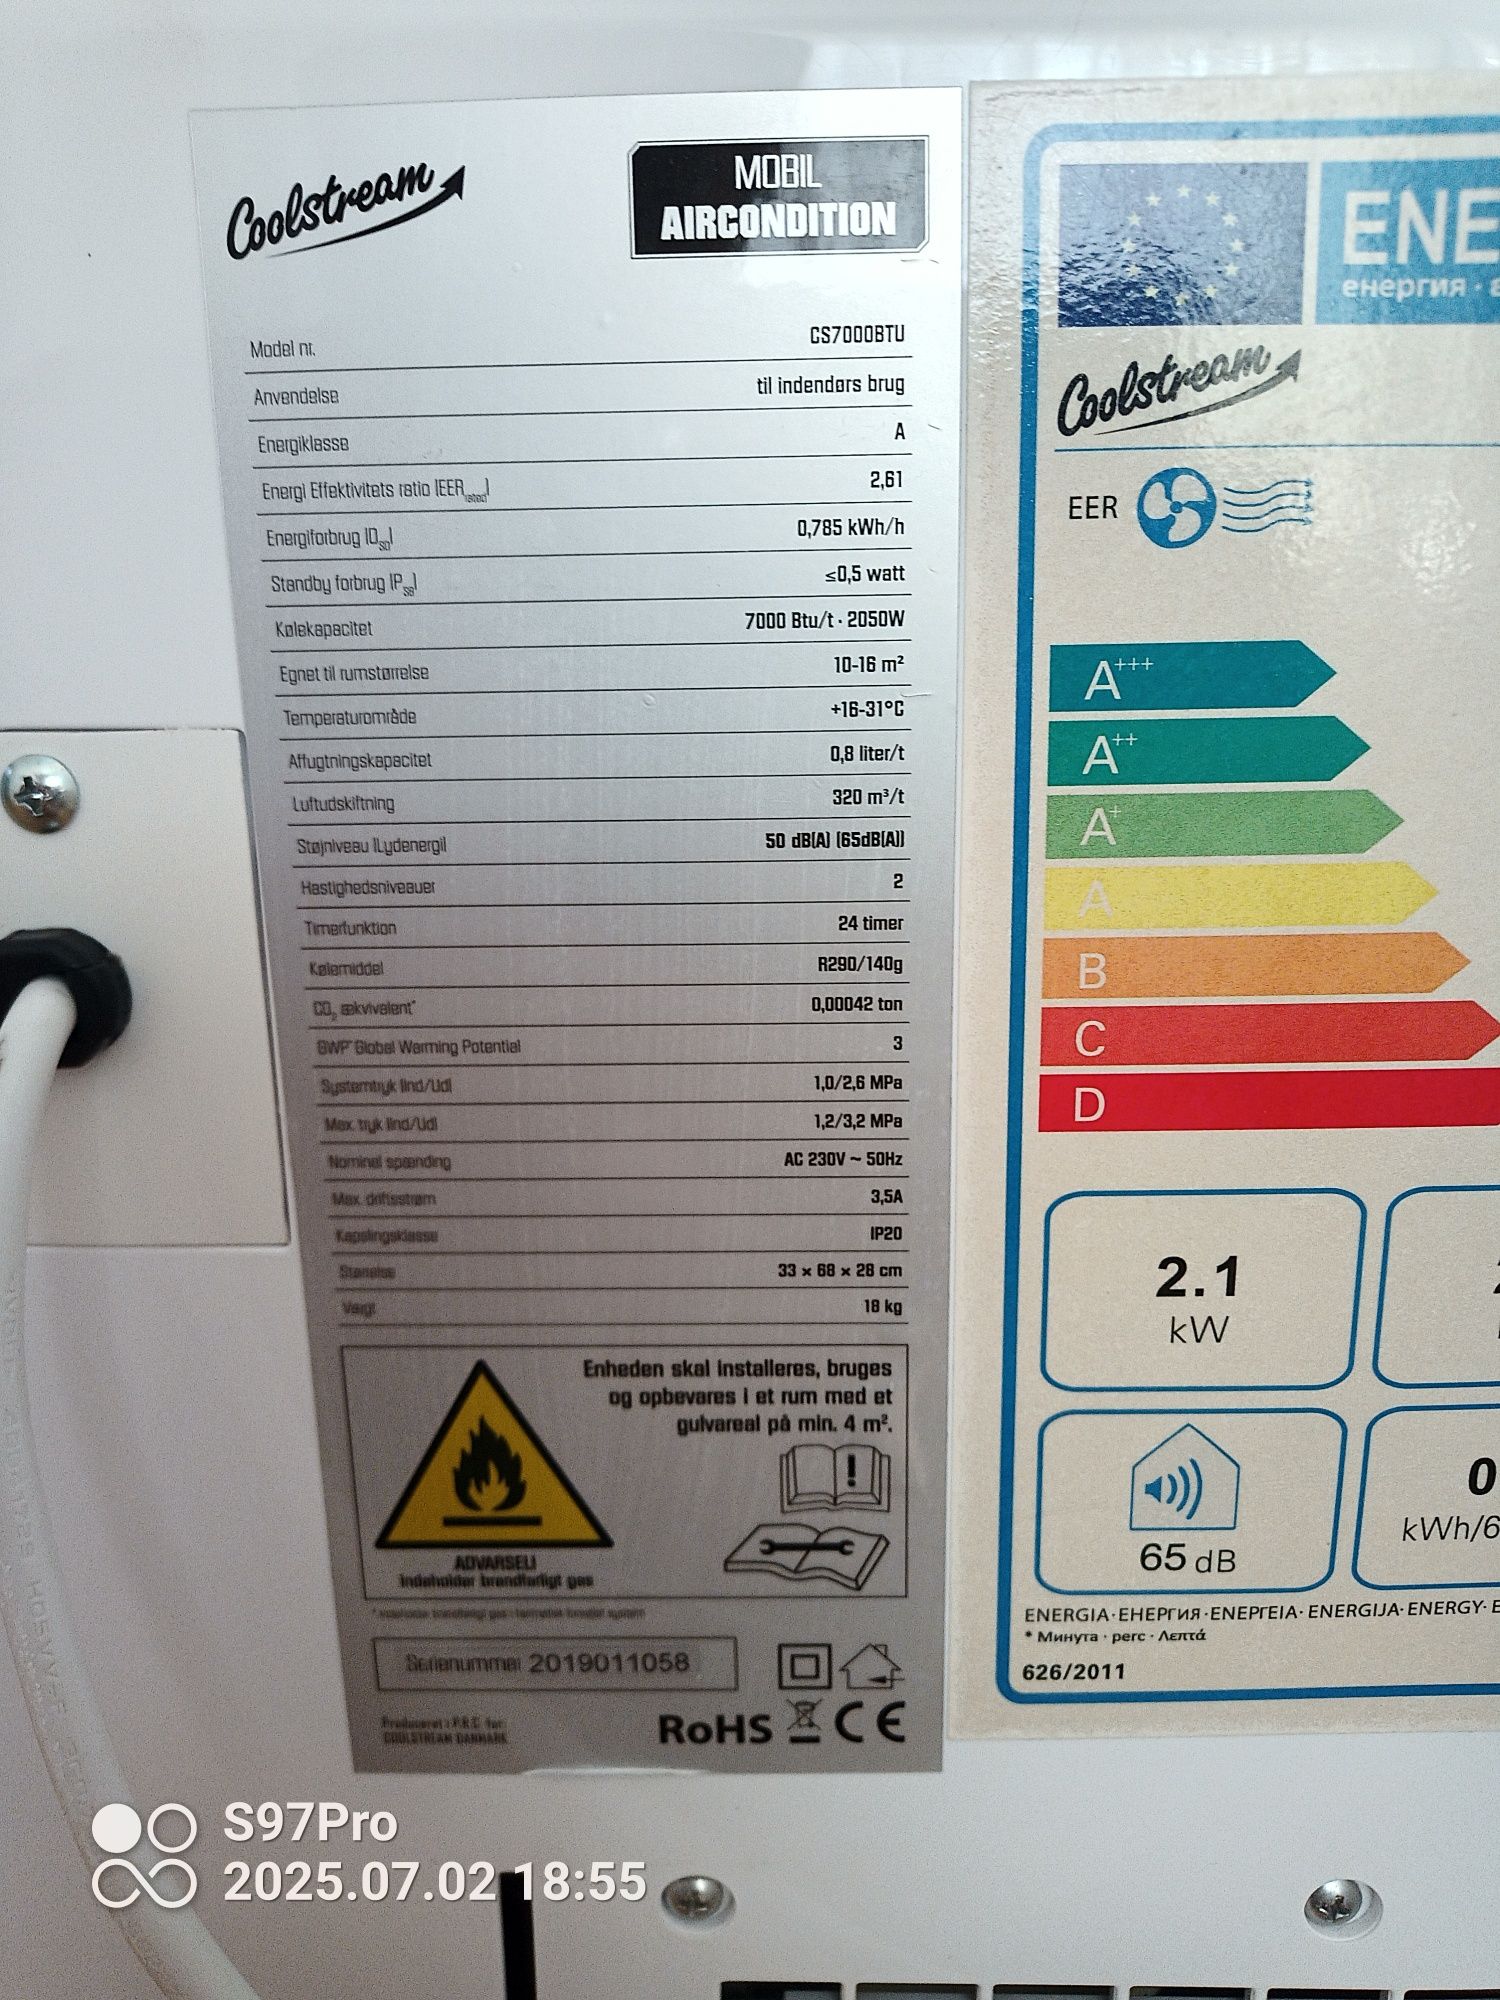 Coolstream
MOBIL
AIRCONDITION
Model nr. CS7000BTU
Anvendelse til indendørs brug
Energiklasse A
Energi Effektivitets ratio (EERrated) 2,61
Energiforbrug (QSD) 0,785 kWh/h
Standby forbrug (PSB) ≤0,5 watt
Kølekapacitet 7000 Btu/t · 2050W
Egnet til rumstørrelse 10-16 m²
Temperaturområde +16-31°C
Affugtningskapacitet 0,8 liter/t
Luftudskiftning 320 m³/t
Støjniveau (Lydenergi) 50 dB(A) (65dB(A))
Hastighedsniveauer 2
Timerfunktion 24 timer
Kølemiddel R290/140g
CO₂ ækvivalent* 0,00042 ton
GWP* Global Warming Potential 3
Systemtryk (Ind/Ud) 1,0/2,6 MPa
Max. tryk (Ind/Ud) 1,2/3,2 MPa
Nominel spænding AC 230V ~ 50Hz
Max. driftsstrøm 3,5A
Kapslingsklasse IP20
Størrelse 33 × 68 × 28 cm
Vægt 18 kg
Enheden skal installeres, bruges
og opbevares i et rum med et
gulvareal på min. 4 m².
ADVARSEL!
Indeholder brændfarligt gas
Serienummer 2019011058
Produceret i P.R.C. for:
COOLSTREAM DANMARK
RoHS CE
ENE
енергия · ε
Coolstream
EER
A+++
A++
A+
A
B
C
D
2.1
kW
65 dB
0
kWh/6
ENERGIA·ЕНЕРГИЯ·ΕΝΕΡΓΕΙΑ·ENERGIJA·ENERGY·E
* Минута · perc · Λεπτά
626/2011
S97Pro
2025.07.02 18:55